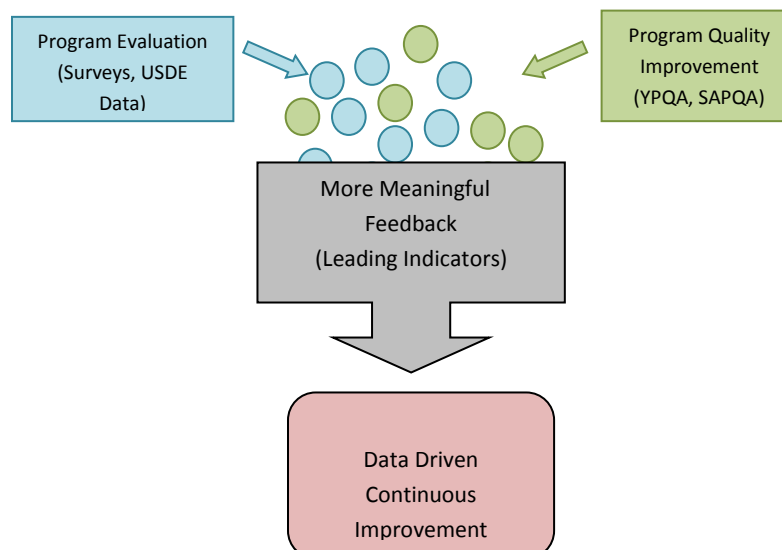 Program Evaluation
(Surveys, USDE
Data)
Program Quality
Improvement
(YPQA, SAPQA)
More Meaningful
Feedback
(Leading Indicators)
Data Driven
Continuous
Improvement